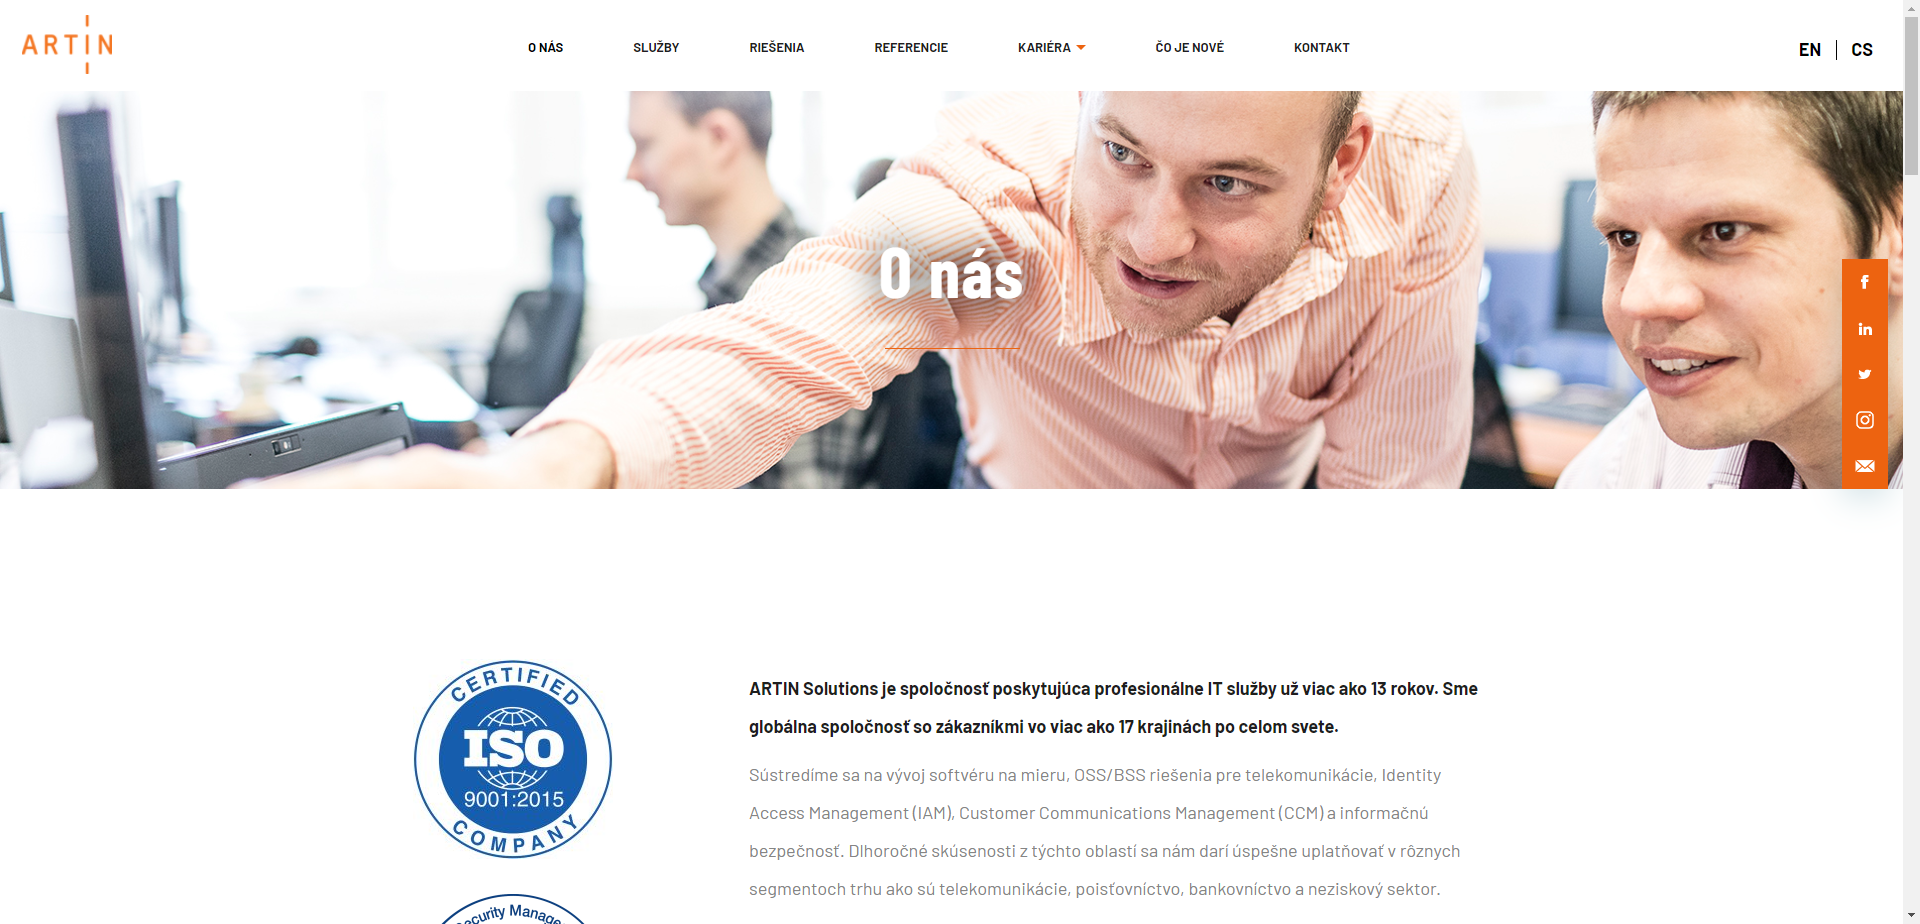 ARTIN
O NÁS
SLUŽBY
RIEŠENIA
REFERENCIE
KARIÉRA
ČO JE NOVÉ
KONTAKT
EN
CS
O nás
CERTIFIED
ISO
9001:2015
COMPANY
ARTIN Solutions je spoločnosť poskytujúca profesionálne IT služby už viac ako 13 rokov. Sme
globálna spoločnosť so zákazníkmi vo viac ako 17 krajinách po celom svete.
Sústredíme sa na vývoj softvéru na mieru, OSS/BSS riešenia pre telekomunikácie, Identity
Access Management (IAM), Customer Communications Management (CCM) a informačnú
bezpečnosť. Dlhoročné skúsenosti z týchto oblastí sa nám darí úspešne uplatňovať v rôznych
segmentoch trhu ako sú telekomunikácie, poisťovníctvo, bankovníctvo a neziskový sektor.